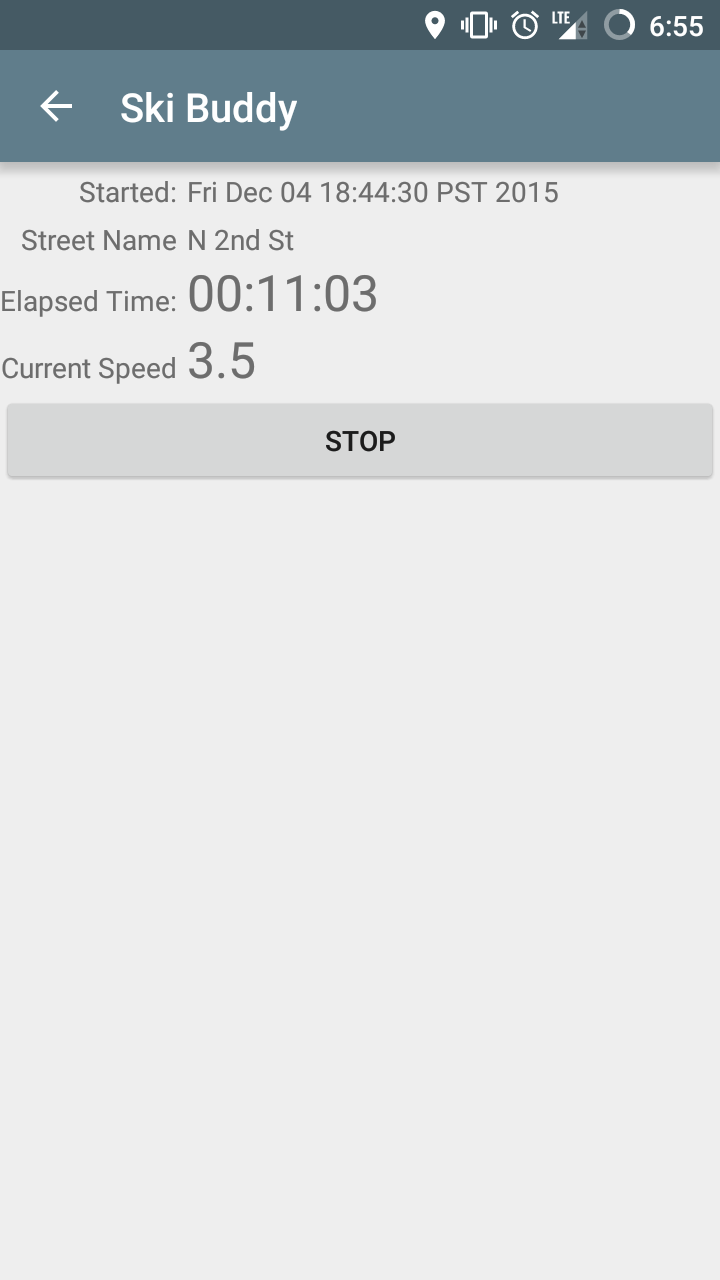 LTE 6:55
Ski Buddy
Started: Fri Dec 04 18:44:30 PST 2015
Street Name N 2nd St
Elapsed Time: 00:11:03
Current Speed 3.5
STOP